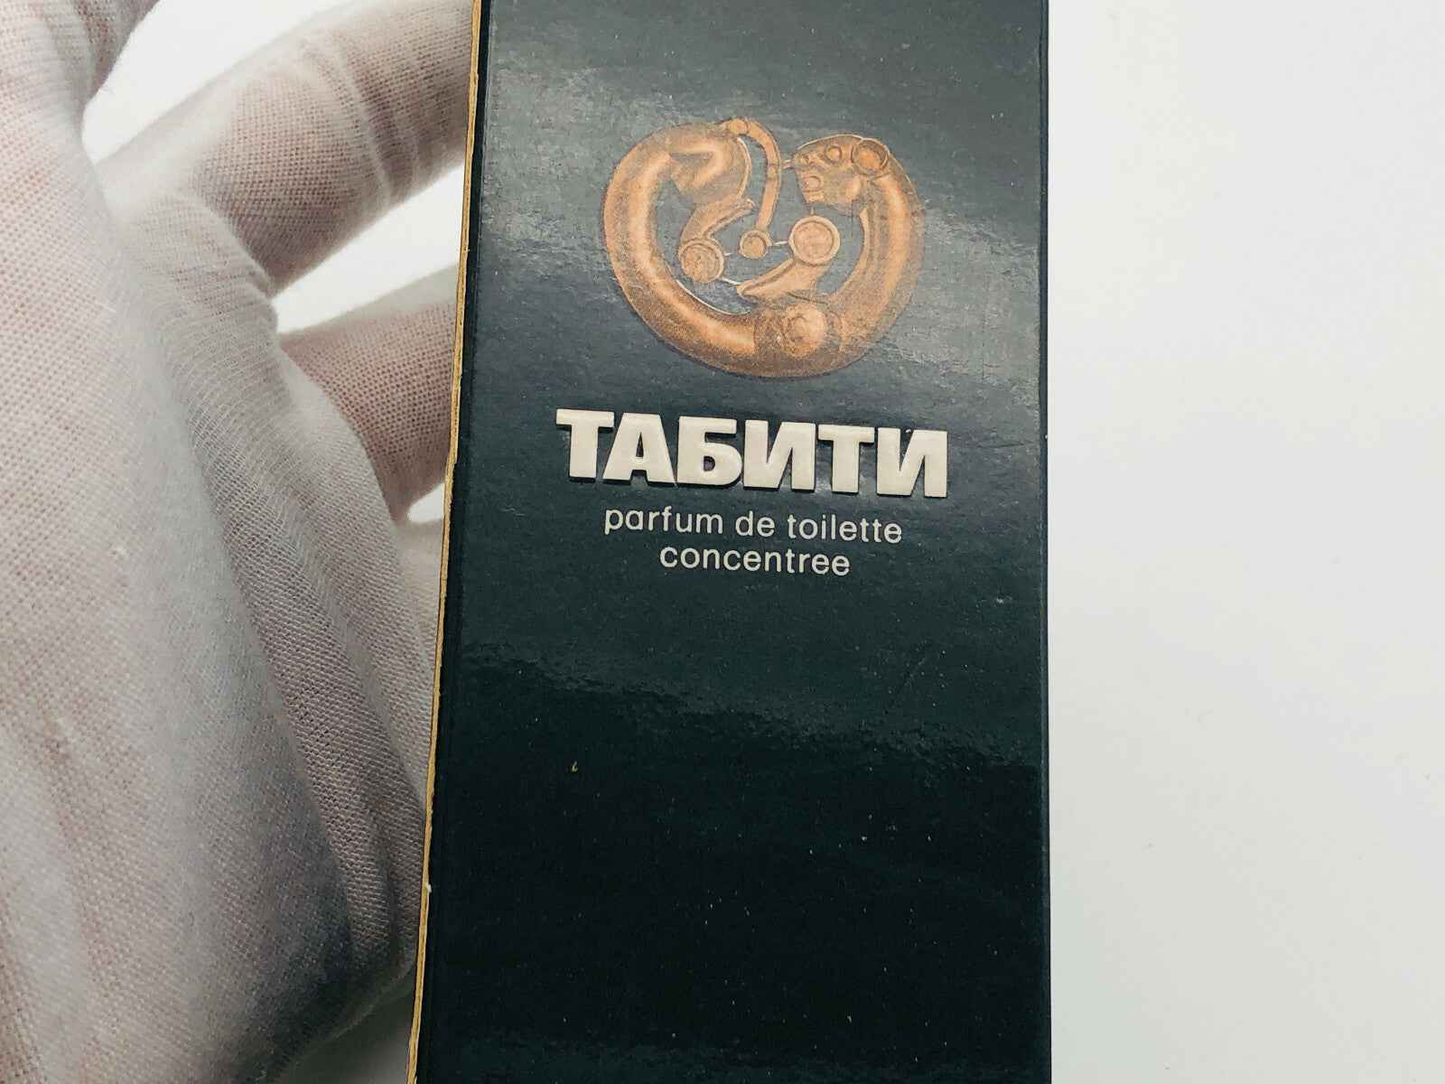 ТАБИТИ
parfum de toilette
concentree